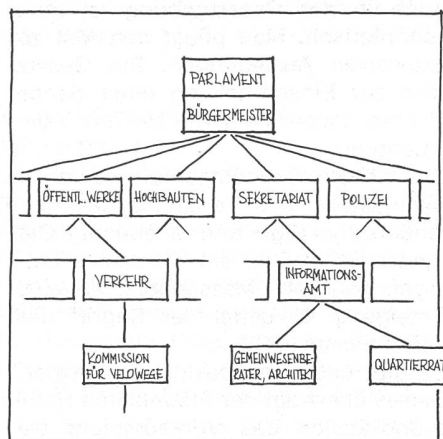 PARLAMENT
BÜRGERMEISTER
ÖFFENTL. WERKE
HOCHBAUTEN
SEKRETARIAT
POLIZEI
VERKEHR
INFORMATIONS-
AMT
KOMMISSION
FÜR VELOWEGE
GEMEINWESENBE-
RATER, ARCHITEKT
QUARTIERRAT